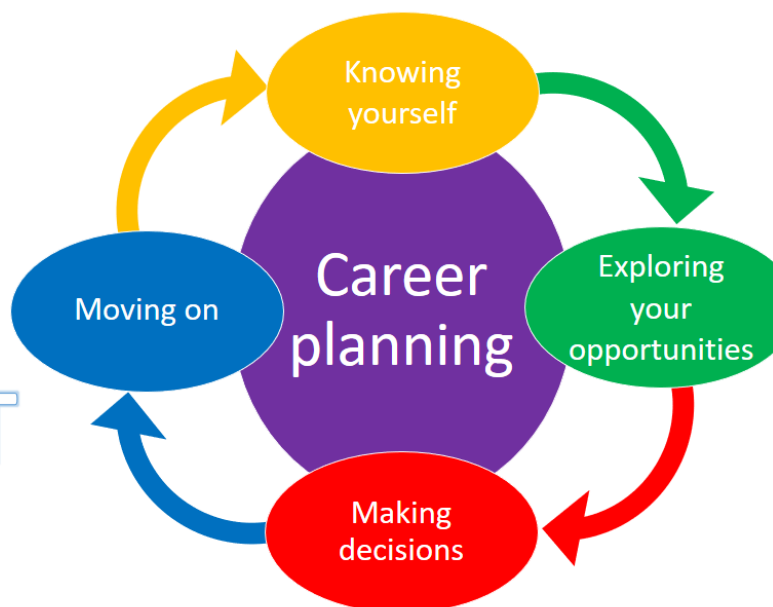 Knowing
yourself
Career
planning
Exploring
your
opportunities
Moving on
Making
decisions